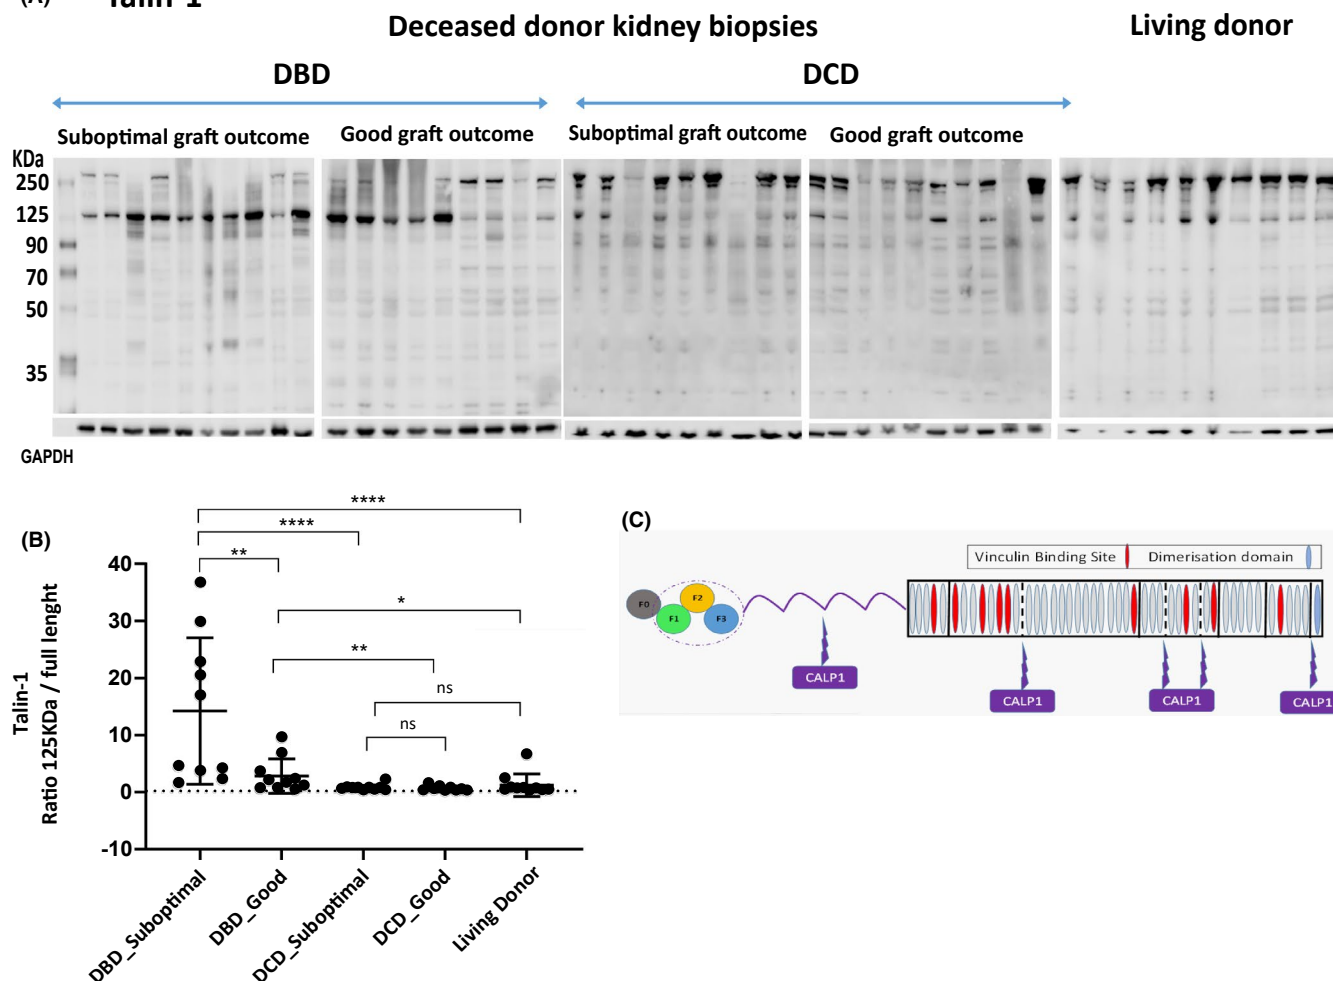 (A) Talin-1
Deceased donor kidney biopsies
Living donor
DBD
DCD
Suboptimal graft outcome
Good graft outcome
Suboptimal graft outcome
Good graft outcome
KDa
250
125
90
70
50
35
GAPDH
(B)
****
****
**
*
**
ns
ns
Talin-1
Ratio 125KDa / full lenght
40
30
20
10
0
-10
DBD_Suboptimal
DBD_Good
DCD_Suboptimal
DCD_Good
Living Donor
(C)
Vinculin Binding Site
Dimerisation domain
F0
F1
F2
F3
CALP1
CALP1
CALP1
CALP1